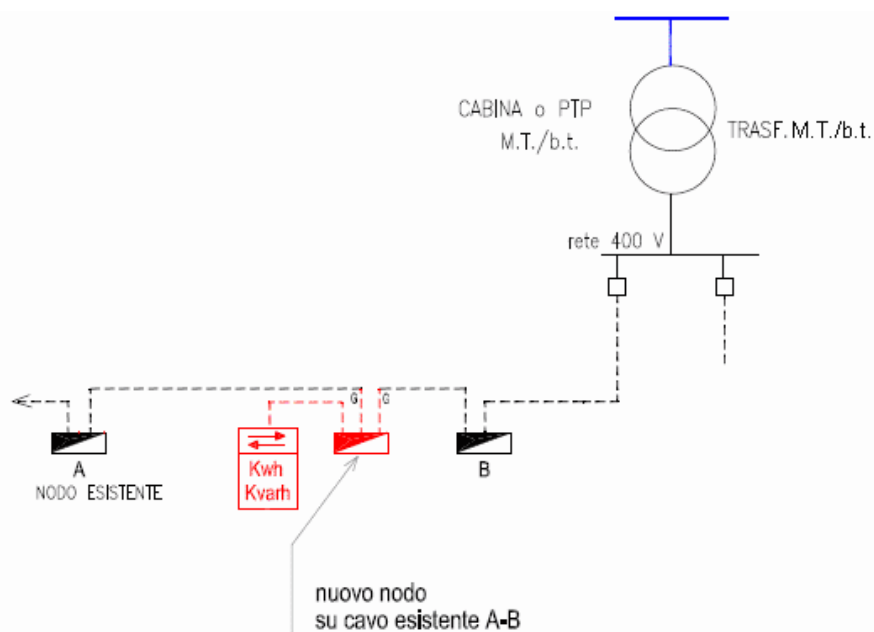 CABINA o PTP
M.T./b.t.
TRASF. M.T./b.t.
rete 400 V
G G
A
NODO ESISTENTE
Kwh
Kvarh
B
nuovo nodo
su cavo esistente A-B